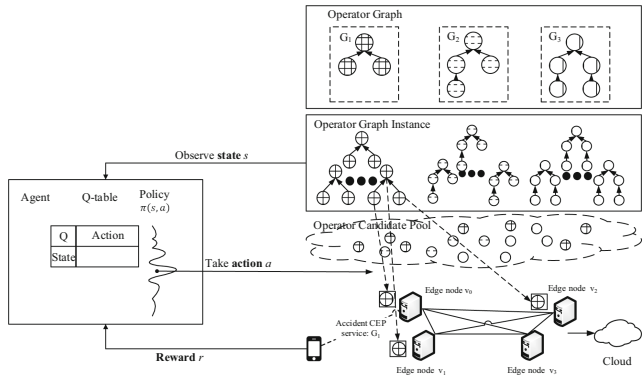 Operator Graph
G1
G2
G3
Operator Graph Instance
Observe state s
Agent
Q-table
Policy
π(s, a)
Q
Action
State
Operator Candidate Pool
Take action a
Edge node v0
Edge node v2
Accident CEP
service: G1
Reward r
Edge node v1
Edge node v3
Cloud